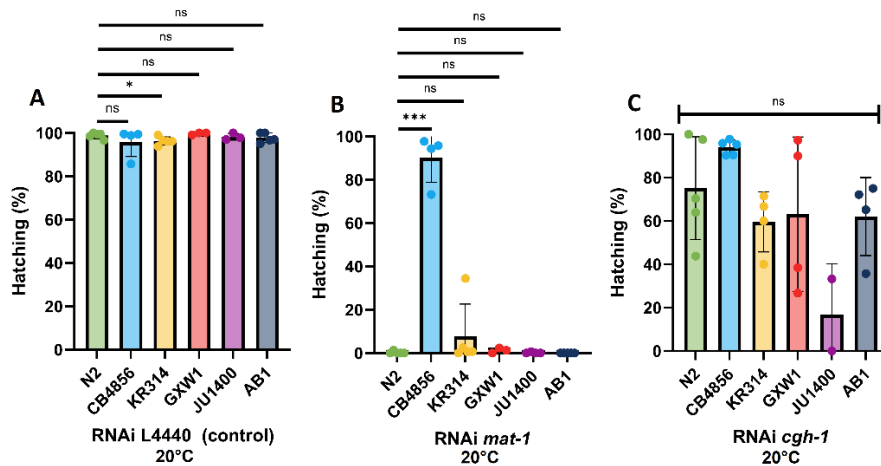 ns
ns
ns
*
ns
A
Hatching (%)
100
80
60
40
20
0
N2
CB4856
KR314
GXW1
JU1400
AB1
RNAi L4440 (control)
20°C
ns
ns
ns
ns
***
B
Hatching (%)
100
80
60
40
20
0
N2
CB4856
KR314
GXW1
JU1400
AB1
RNAi mat-1
20°C
C
ns
Hatching (%)
100
80
60
40
20
0
N2
CB4856
KR314
GXW1
JU1400
AB1
RNAi cgh-1
20°C